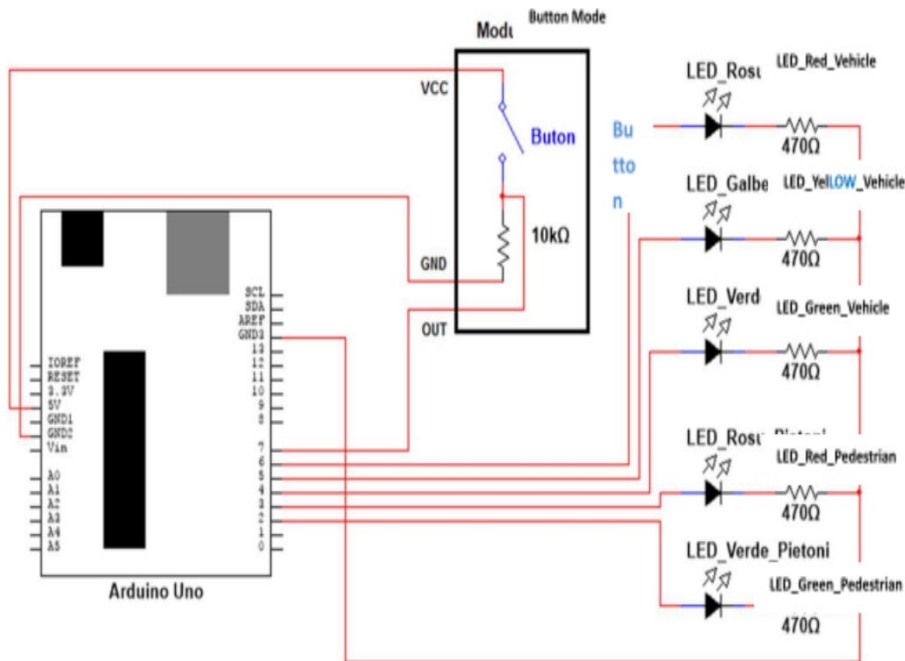 Button Mode
Modu
VCC
Buton
GND
10kΩ
OUT
Bu
tto
n
LED_Rosu
LED_Red_Vehicle
470Ω
LED_Galbe
LED_YelLOW_Vehicle
470Ω
LED_Verde
LED_Green_Vehicle
470Ω
LED_Rosu_Pietoni
LED_Red_Pedestrian
470Ω
LED_Verde_Pietoni
LED_Green_Pedestrian
470Ω
SCL
SDA
AREF
GND3
13
12
11
10
9
8
7
6
5
4
3
2
1
0
IOREF
RESET
3.3V
5V
GND1
GND2
Vin
A0
A1
A2
A3
A4
A5
Arduino Uno